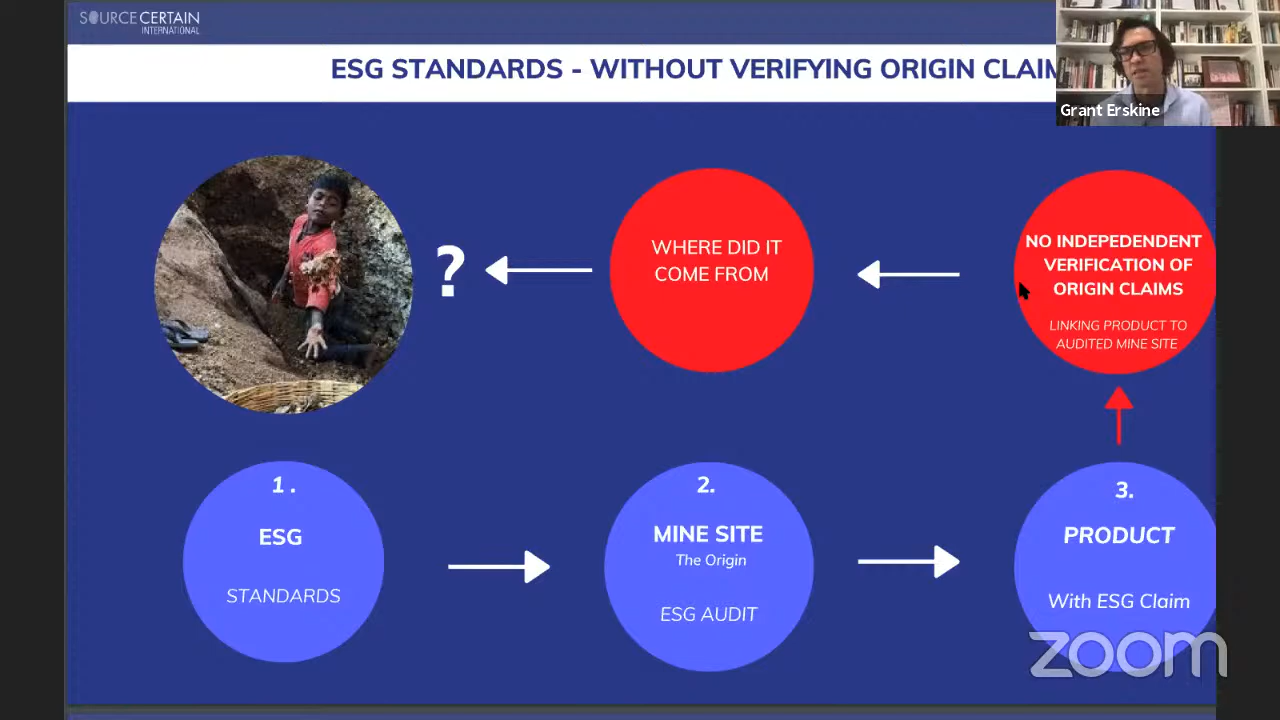 SOURCECERTAIN
INTERNATIONAL
ESG STANDARDS - WITHOUT VERIFYING ORIGIN CLAIM
Grant Erskine
?
WHERE DID IT
COME FROM
NO INDEPEDENDENT
VERIFICATION OF
ORIGIN CLAIMS
LINKING PRODUCT TO
AUDITED MINE SITE
1 .
ESG
STANDARDS
2.
MINE SITE
The Origin
ESG AUDIT
3.
PRODUCT
With ESG Claim
zoom